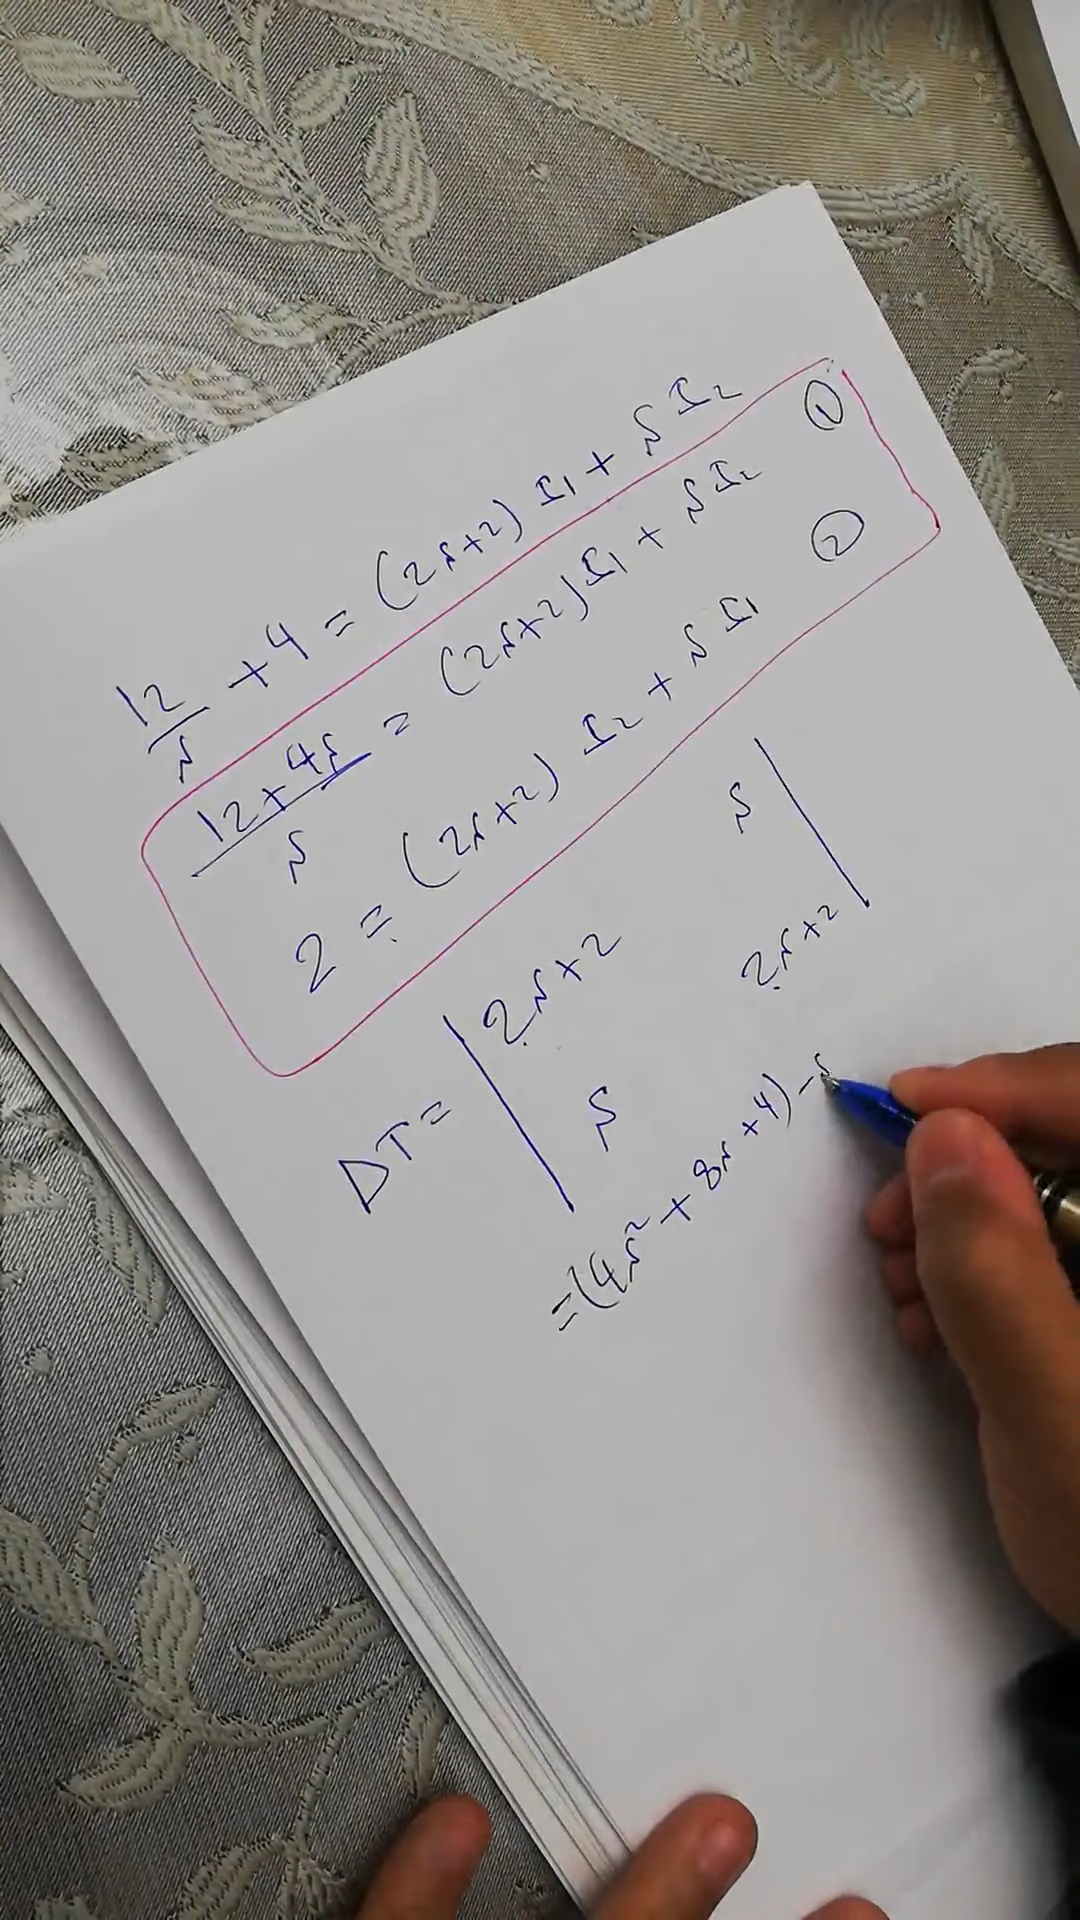 12/s + 4 = (2s+2) I1 + s I2
(12 + 4s)/s = (2s+2) I1 + s I2 ①
2 = (2s+2) I2 + s I1 ②
ΔT = | 2s+2 s |
| s 2s+2 |
= (4s² + 8s + 4) - s